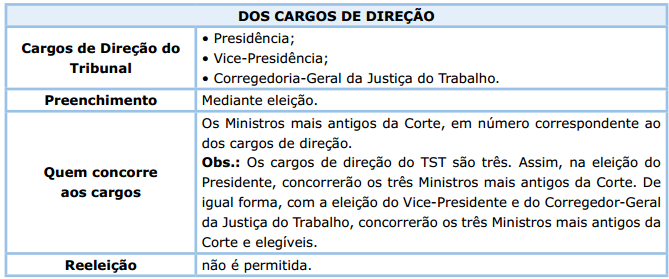 DOS CARGOS DE DIREÇÃO
Cargos de Direção do
Tribunal
• Presidência;
• Vice-Presidência;
• Corregedoria-Geral da Justiça do Trabalho.
Preenchimento
Mediante eleição.
Quem concorre
aos cargos
Os Ministros mais antigos da Corte, em número correspondente ao
dos cargos de direção.
Obs.: Os cargos de direção do TST são três. Assim, na eleição do
Presidente, concorrerão os três Ministros mais antigos da Corte. De
igual forma, com a eleição do Vice-Presidente e do Corregedor-Geral
da Justiça do Trabalho, concorrerão os três Ministros mais antigos da
Corte e elegíveis.
Reeleição
não é permitida.